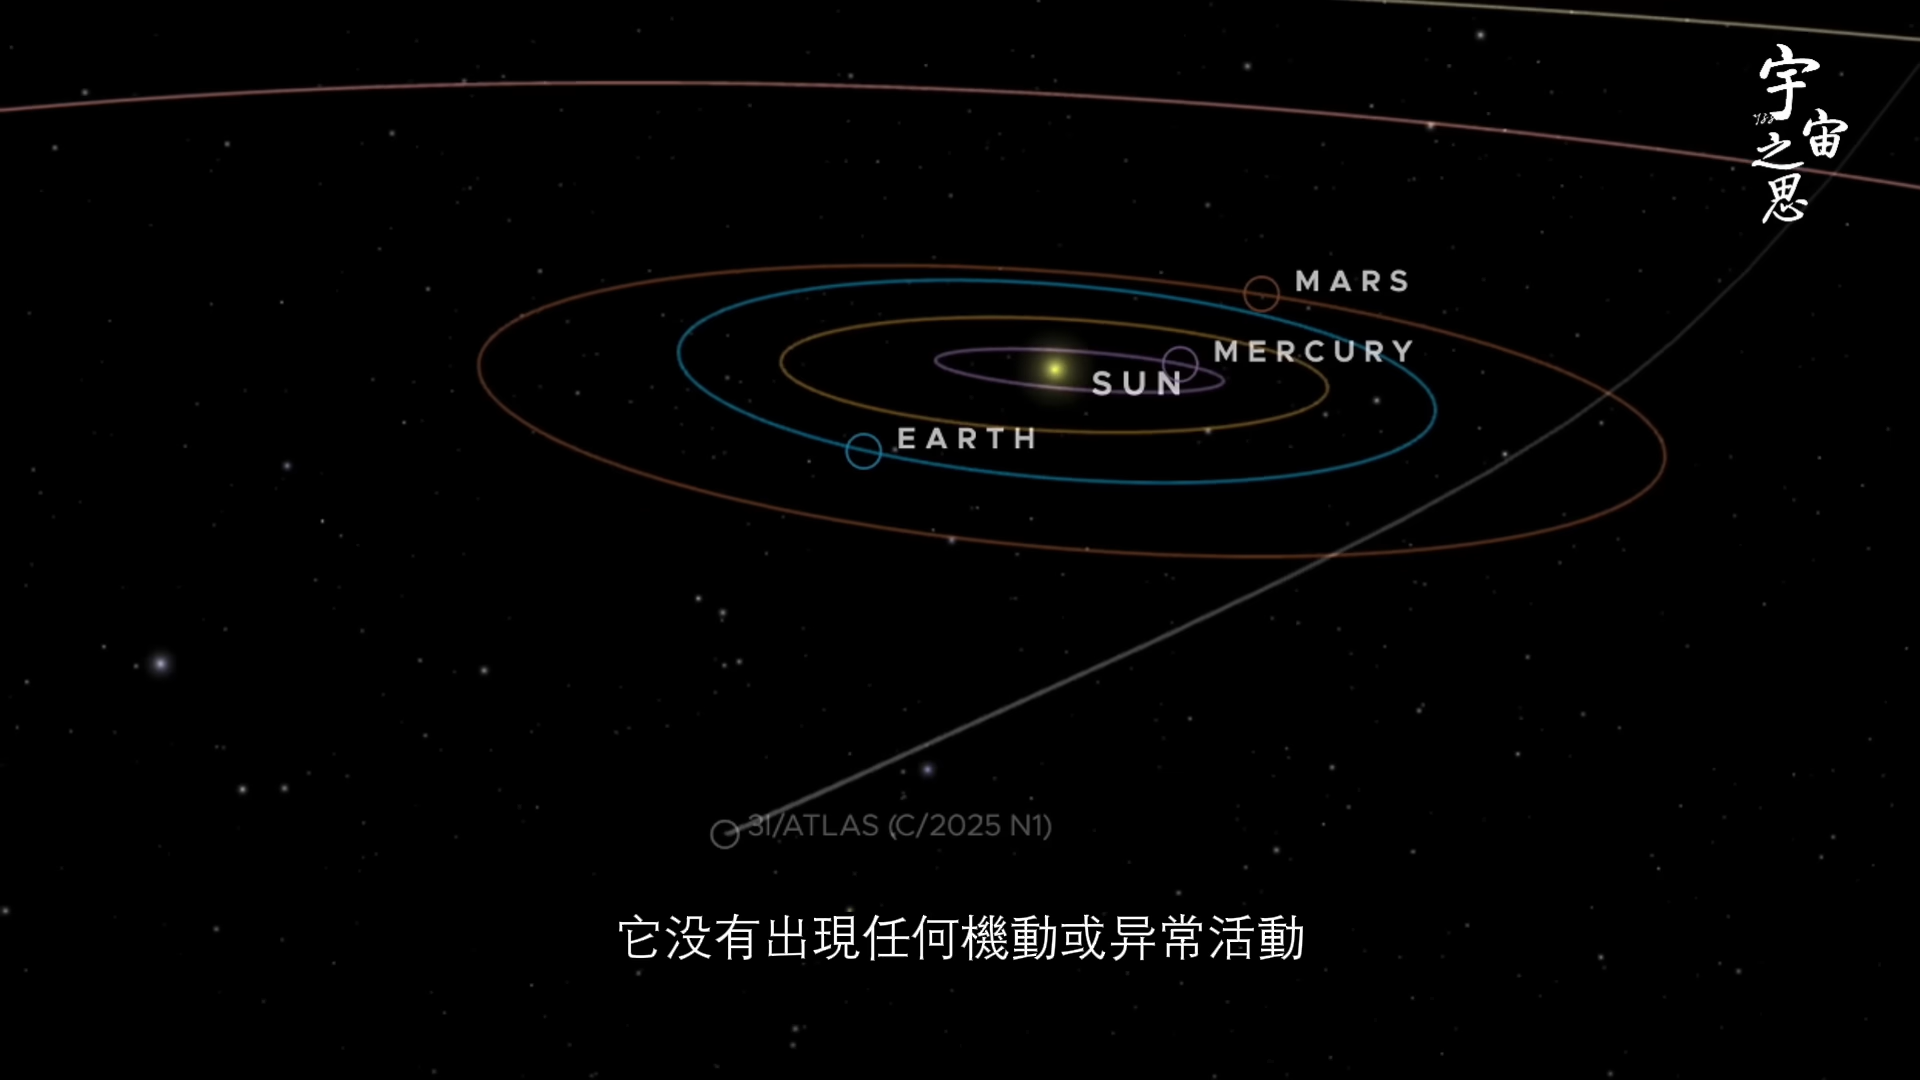 宇宙之思
MARS
MERCURY
SUN
EARTH
3I/ATLAS (C/2025 N1)
它没有出現任何機動或异常活動